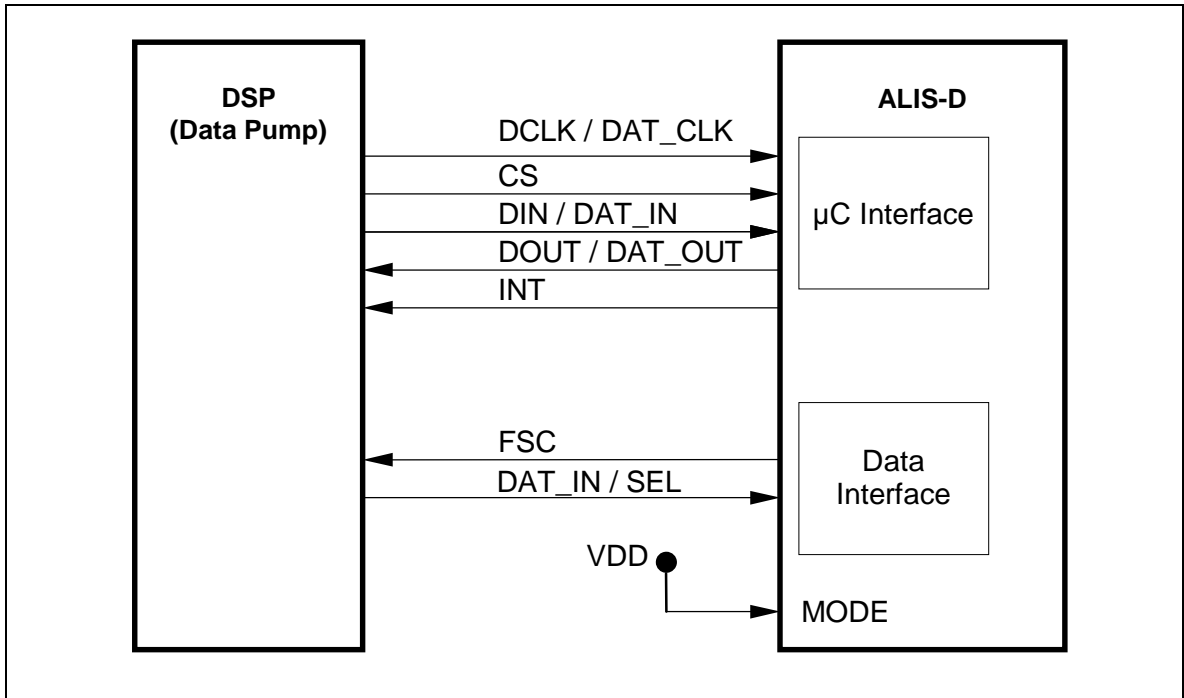 DSP
(Data Pump)
ALIS-D
DCLK / DAT_CLK
CS
DIN / DAT_IN
DOUT / DAT_OUT
INT
µC Interface
FSC
DAT_IN / SEL
Data
Interface
VDD
MODE